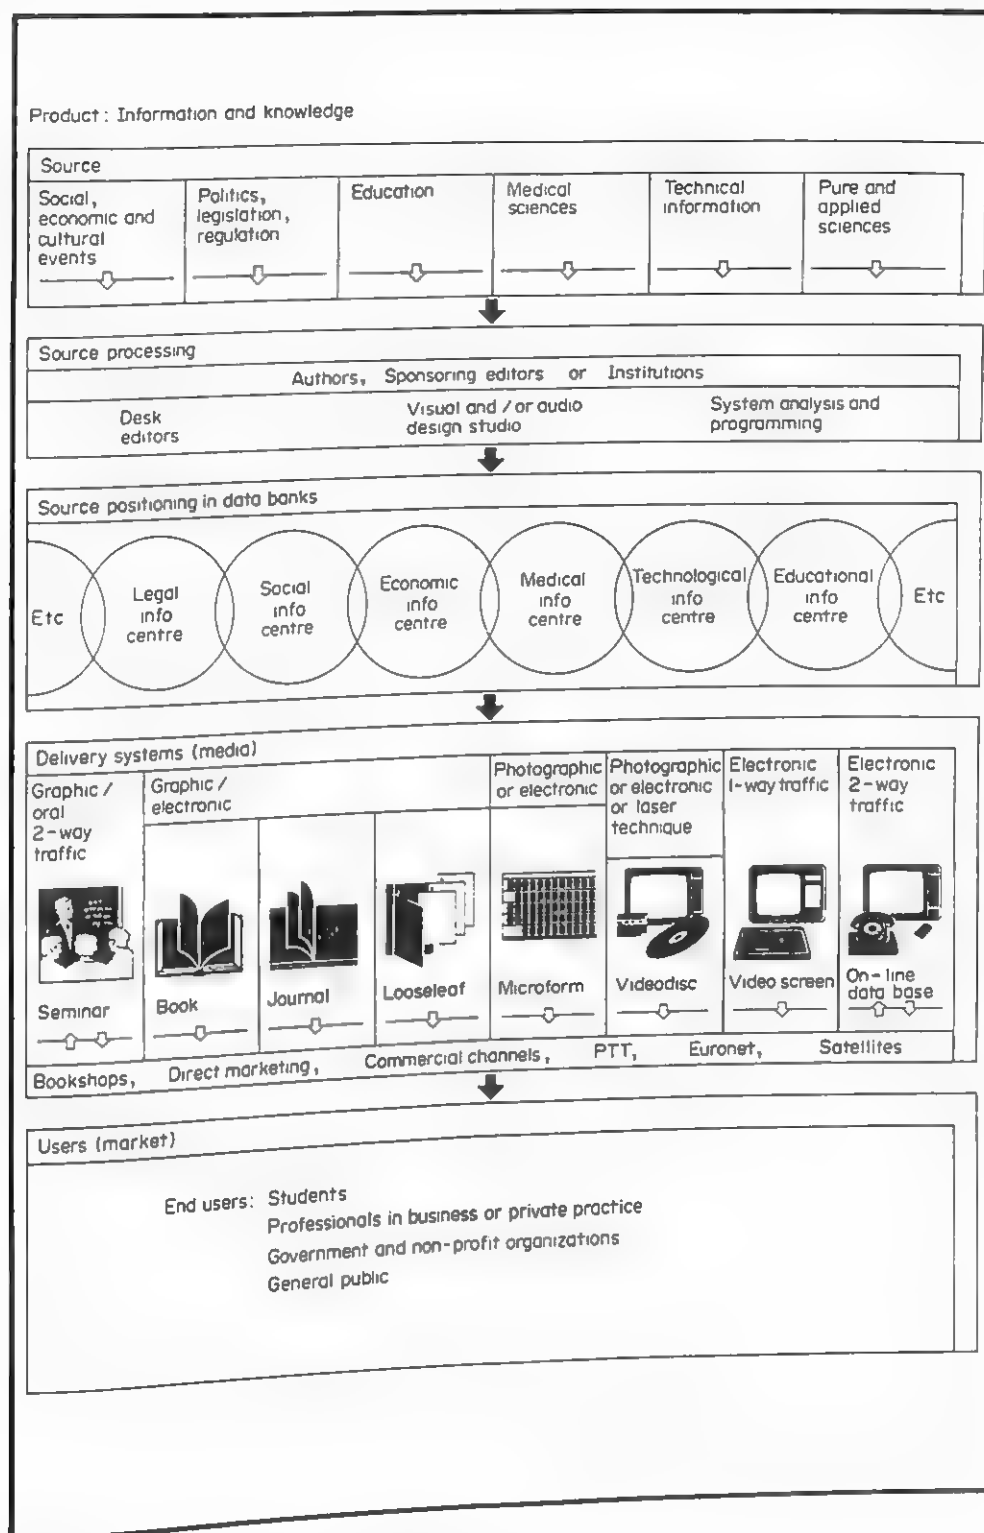 Product: Information and knowledge
Source
Social,
economic and
cultural
events
Politics,
legislation,
regulation
Education
Medical
sciences
Technical
information
Pure and
applied
sciences
Source processing
Authors, Sponsoring editors or Institutions
Desk
editors
Visual and / or audio
design studio
System analysis and
programming
Source positioning in data banks
Etc
Legal
info
centre
Social
info
centre
Economic
info
centre
Medical
info
centre
Technological
info
centre
Educational
info
centre
Etc
Delivery systems (media)
Graphic /
oral
2-way
traffic
Graphic /
electronic
Photographic
or electronic
Photographic
or electronic
or laser
technique
Electronic
1-way traffic
Electronic
2-way
traffic
Seminar
Book
Journal
Looseleaf
Microform
Videodisc
Video screen
On-line
data base
Bookshops, Direct marketing, Commercial channels, PTT, Euronet, Satellites
Users (market)
End users: Students
Professionals in business or private practice
Government and non-profit organizations
General public